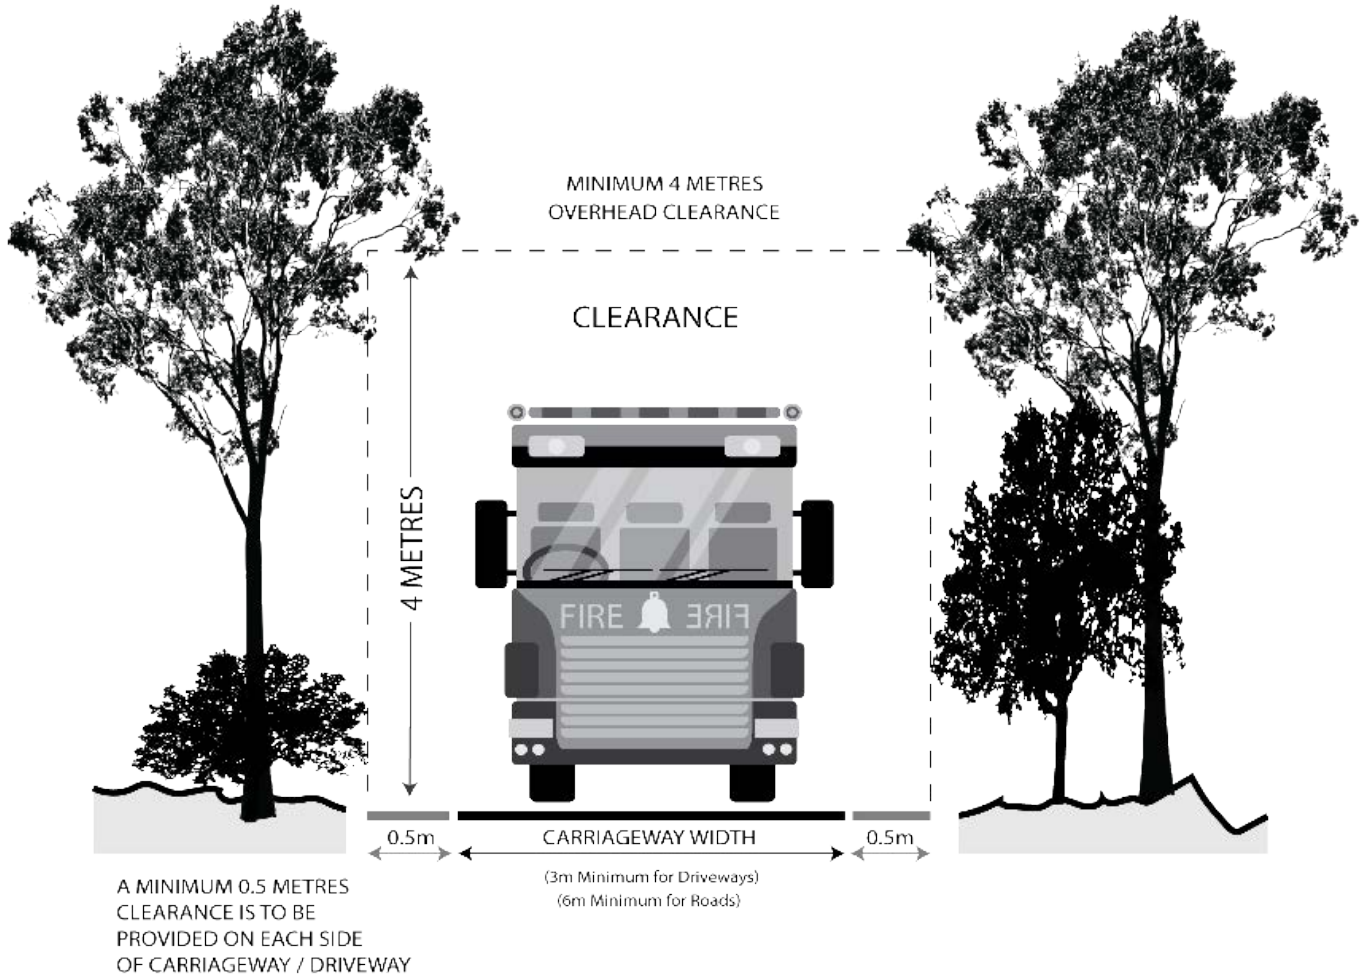 MINIMUM 4 METRES
OVERHEAD CLEARANCE
CLEARANCE
4 METRES
FIRE FIRE
0.5m
CARRIAGEWAY WIDTH
0.5m
(3m Minimum for Driveways)
(6m Minimum for Roads)
A MINIMUM 0.5 METRES
CLEARANCE IS TO BE
PROVIDED ON EACH SIDE
OF CARRIAGEWAY / DRIVEWAY